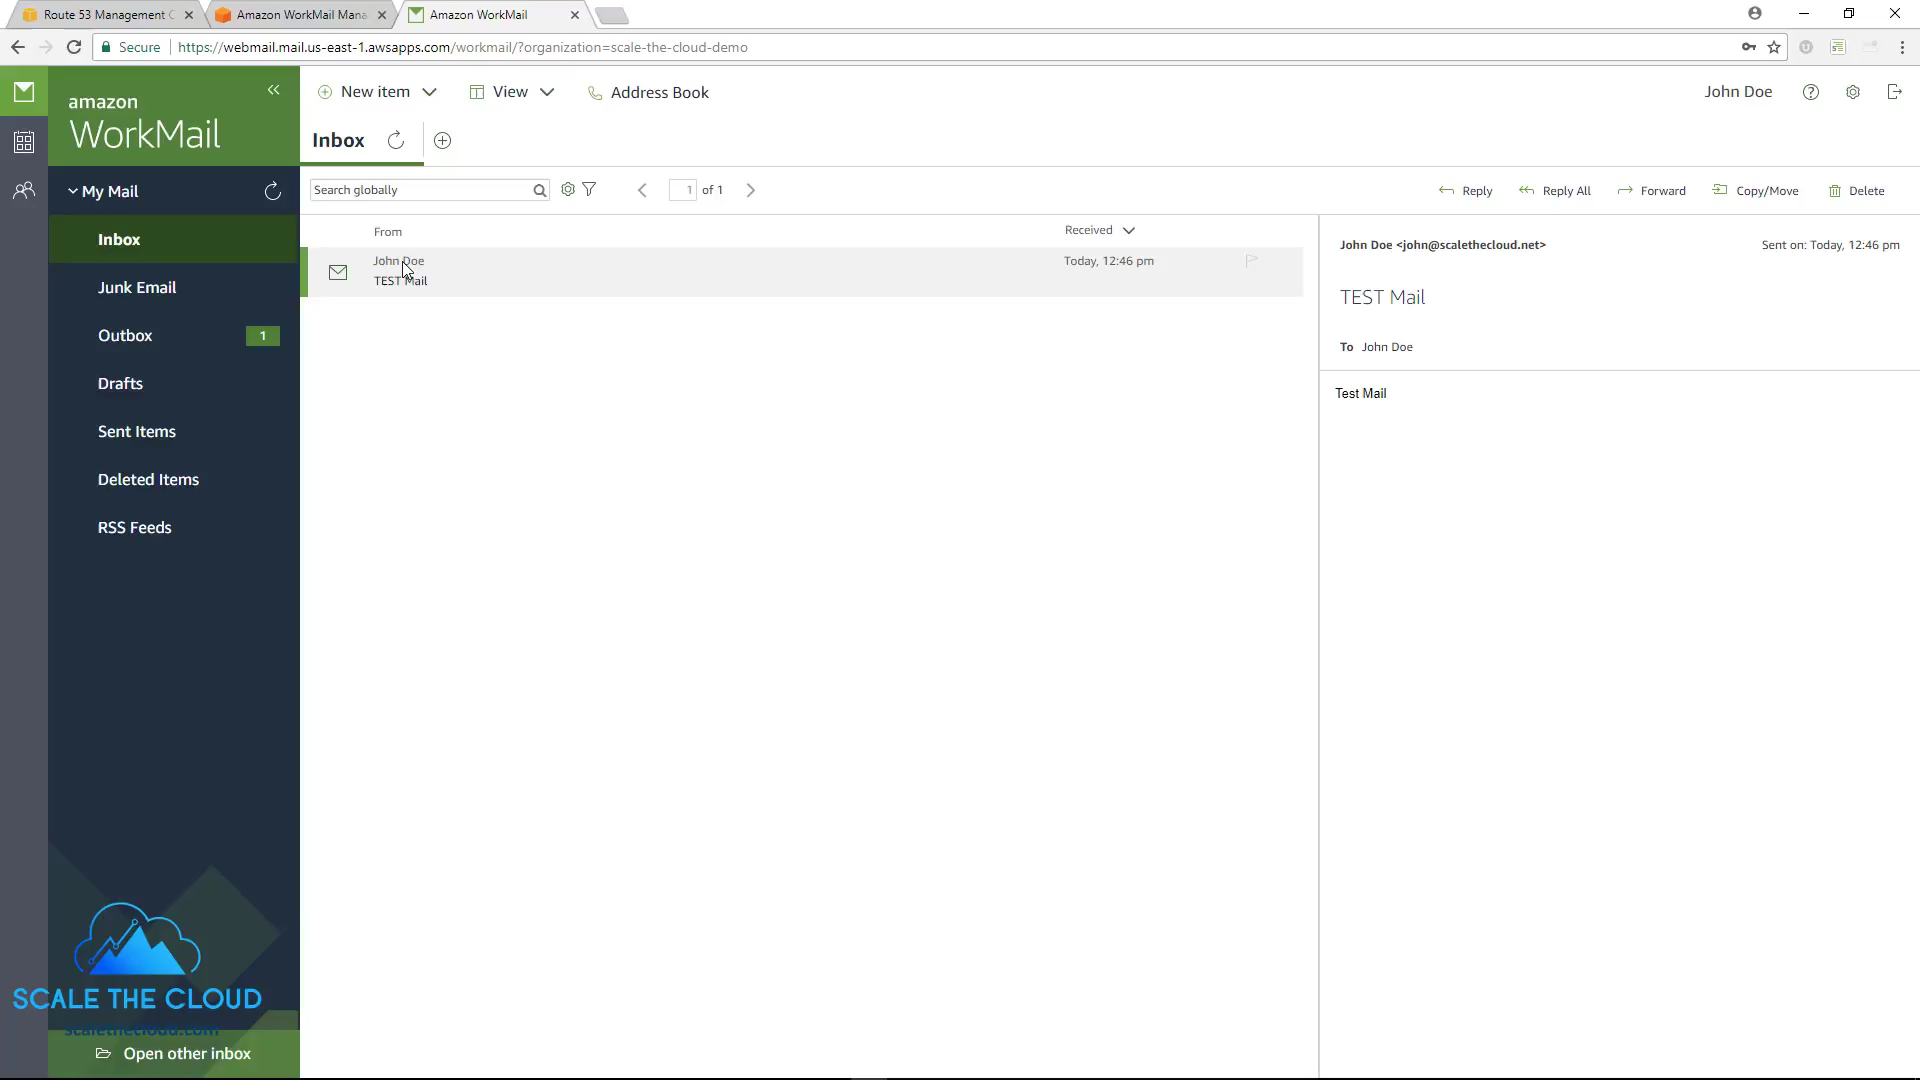 Route 53 Management C
Amazon WorkMail Mana
Amazon WorkMail
Secure
https://webmail.mail.us-east-1.awsapps.com/workmail/?organization=scale-the-cloud-demo
amazon
WorkMail
New item
View
Address Book
John Doe
Inbox
My Mail
Search globally
1 of 1
Reply
Reply All
Forward
Copy/Move
Delete
Inbox
Junk Email
Outbox
1
Drafts
Sent Items
Deleted Items
RSS Feeds
From
Received
John Doe
Today, 12:46 pm
TEST Mail
John Doe <john@scalethecloud.net>
Sent on: Today, 12:46 pm
TEST Mail
To John Doe
Test Mail
SCALE THE CLOUD
scalethecloud.com
Open other inbox